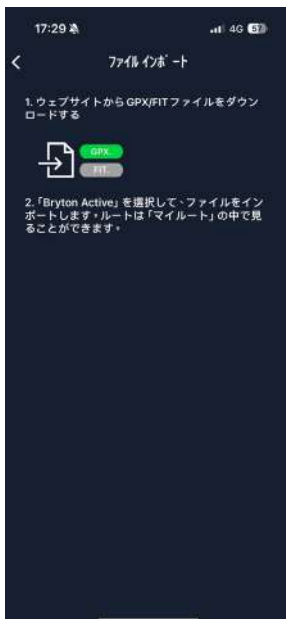 17:29
4G 57
ファイルインポート
1. ウェブサイトからGPX/FITファイルをダウン
ロードする
GPX.
FIT.
2.「Bryton Active」を選択して、ファイルをイン
ポートします。ルートは「マイルート」の中で見
ることができます。